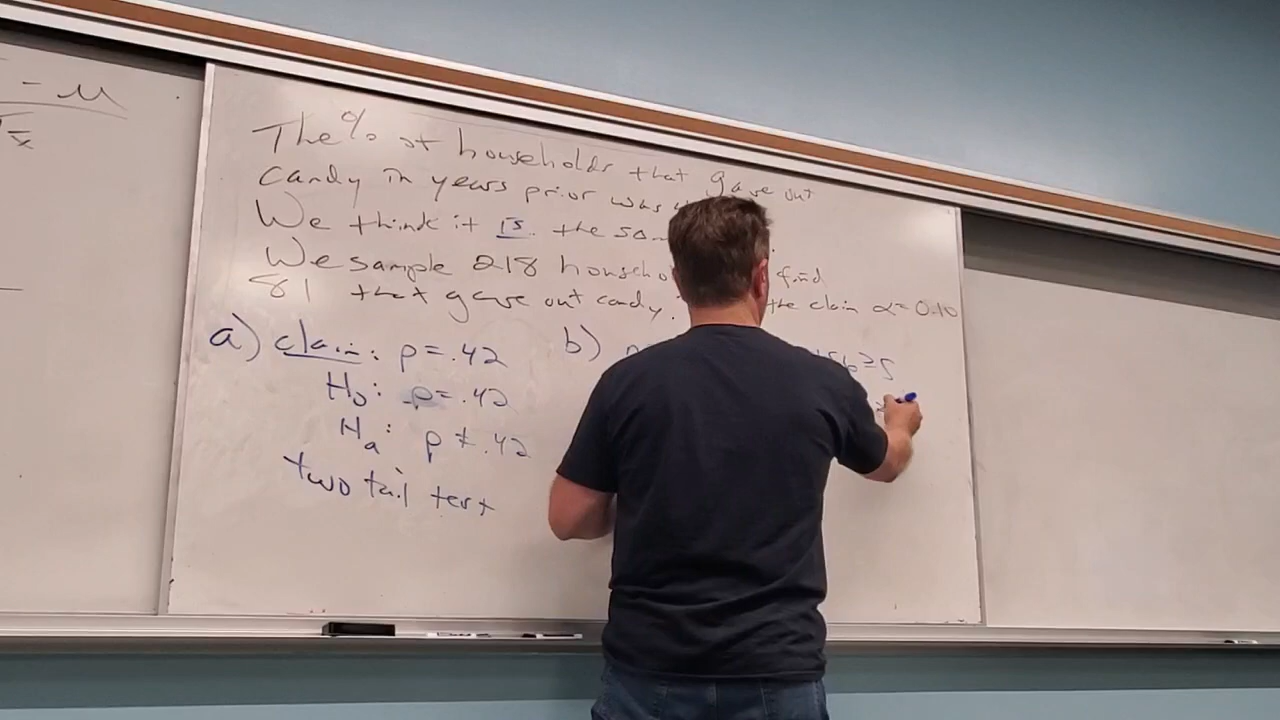 - μ
The % of households that gave out
candy in years prior was
We think it is the
We sample 218 find
81 that gave out candy. the claim α = 0.10
a) claim: p = .42
H₀: p = .42
Hₐ: p ≠ .42
two tail test
b) ≥ 5